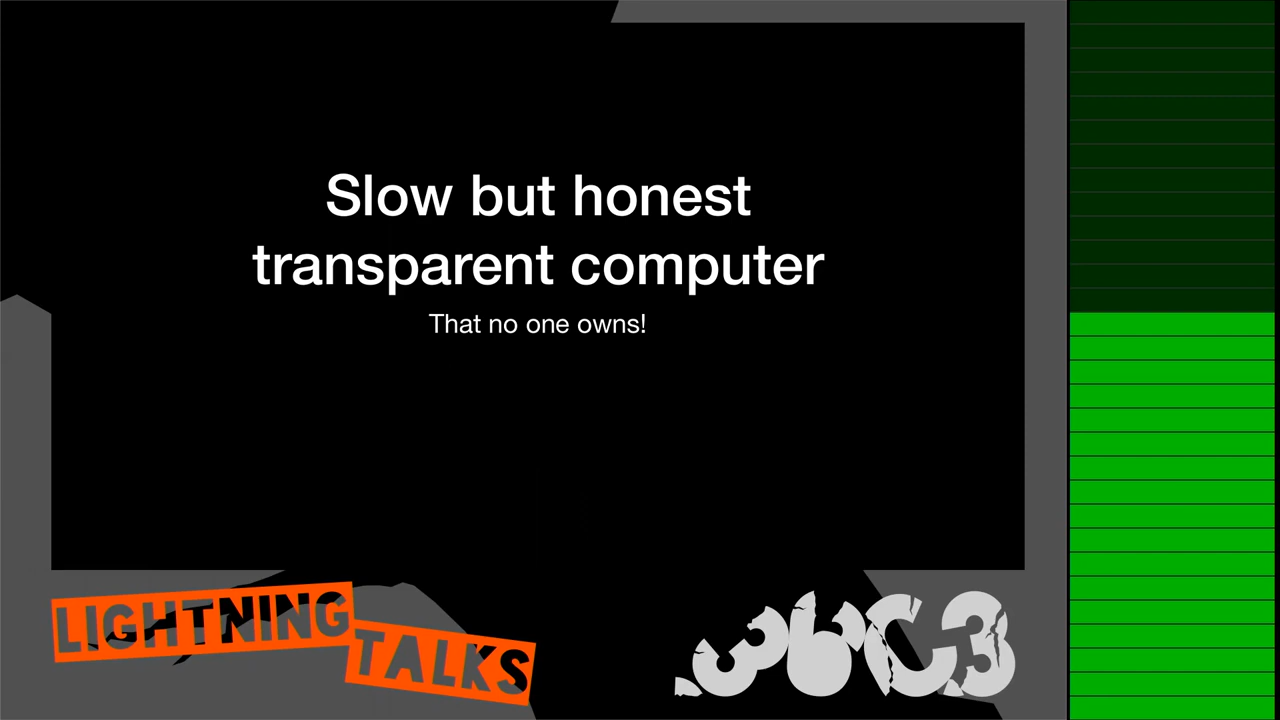 Slow but honest
transparent computer
That no one owns!
LIGHTNING
TALKS
36C3